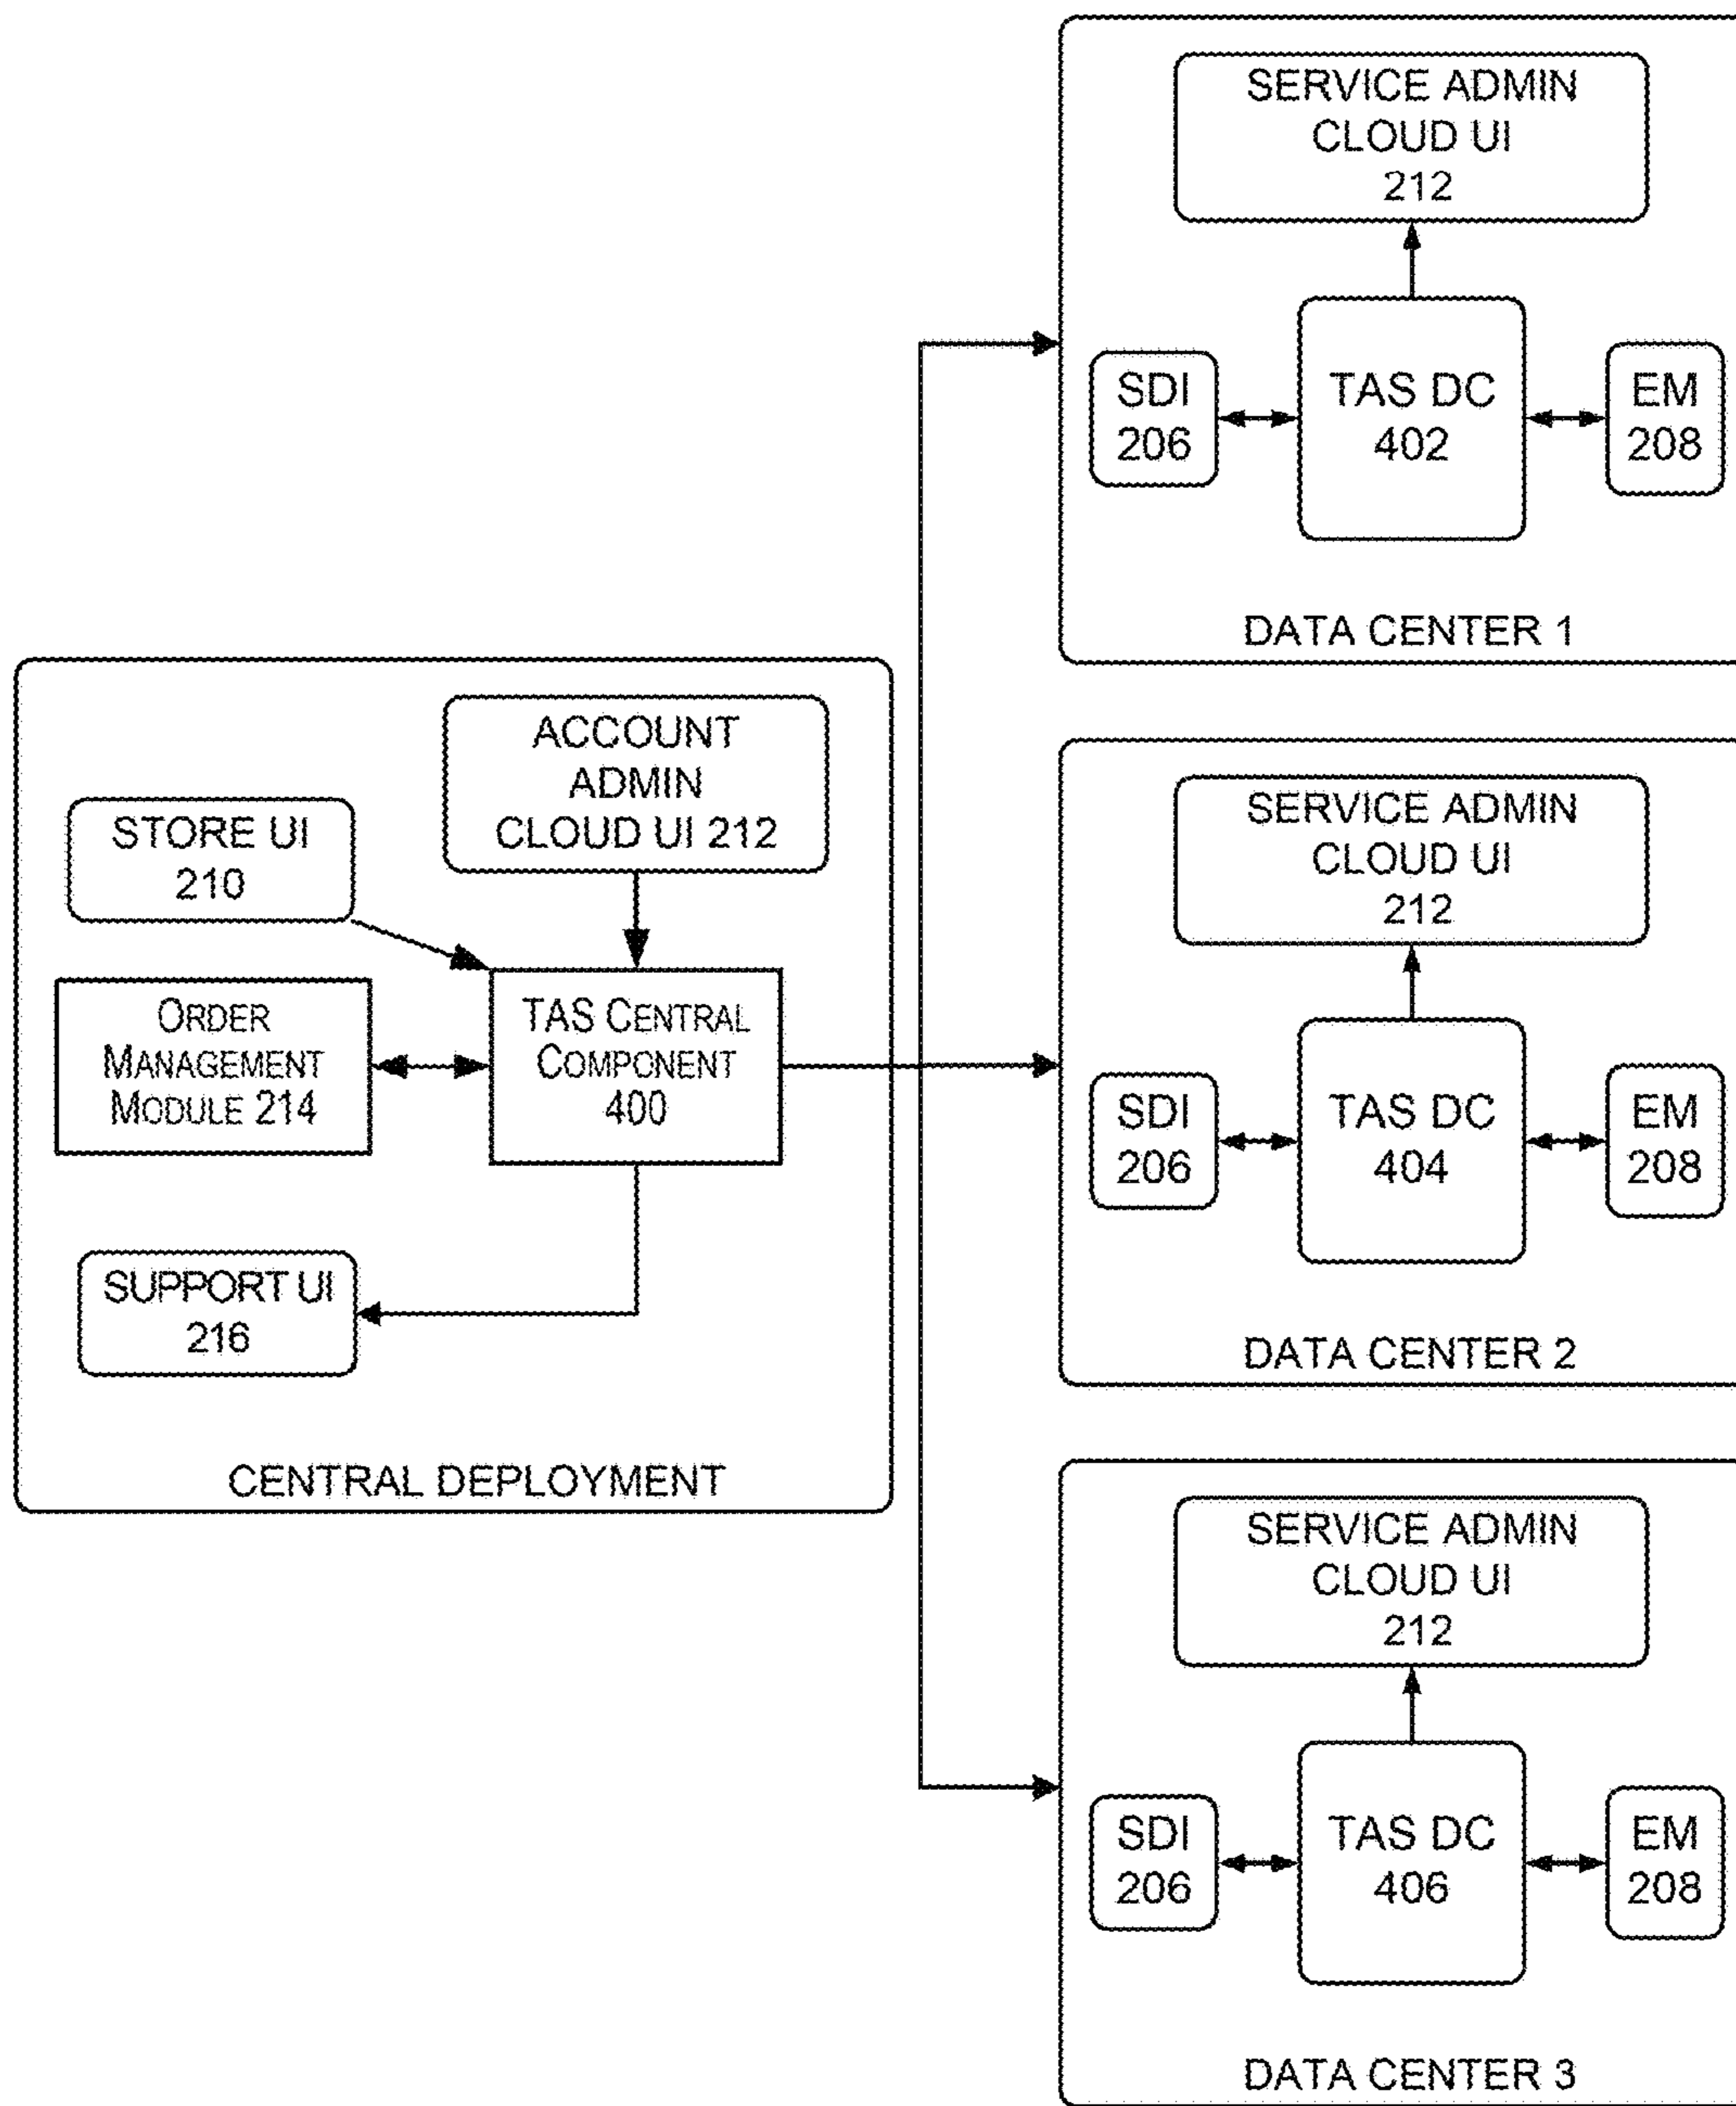 SERVICE ADMIN
CLOUD UI
212
SDI
206
TAS DC
402
EM
208
DATA CENTER 1
ACCOUNT
ADMIN
CLOUD UI 212
STORE UI
210
ORDER
MANAGEMENT
MODULE 214
TAS CENTRAL
COMPONENT
400
SUPPORT UI
216
CENTRAL DEPLOYMENT
SERVICE ADMIN
CLOUD UI
212
SDI
206
TAS DC
404
EM
208
DATA CENTER 2
SERVICE ADMIN
CLOUD UI
212
SDI
206
TAS DC
406
EM
208
DATA CENTER 3